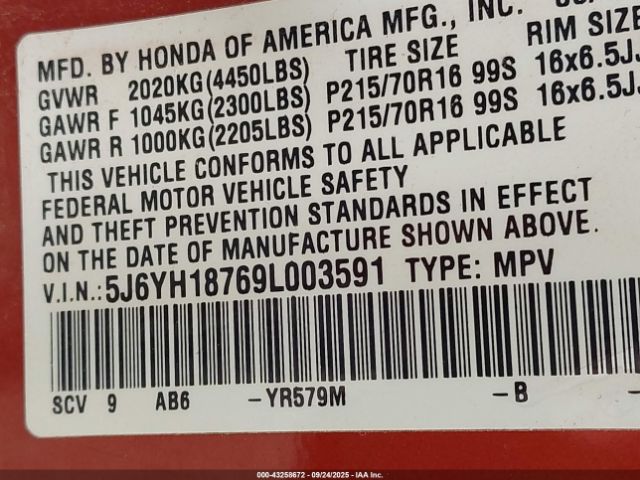 MFD. BY HONDA OF AMERICA MFG., INC.
TIRE SIZE RIM SIZE
GVWR 2020KG(4450LBS)
GAWR F 1045KG(2300LBS) P215/70R16 99S 16x6.5J
GAWR R 1000KG(2205LBS) P215/70R16 99S 16x6.5J
THIS VEHICLE CONFORMS TO ALL APPLICABLE
FEDERAL MOTOR VEHICLE SAFETY
AND THEFT PREVENTION STANDARDS IN EFFECT
ON THE DATE OF MANUFACTURE SHOWN ABOVE.
V.I.N.: 5J6YH18769L003591 TYPE: MPV
SCV 9 AB6 -YR579M -B -
000-43258672 - 09/24/2025 - IAA Inc.